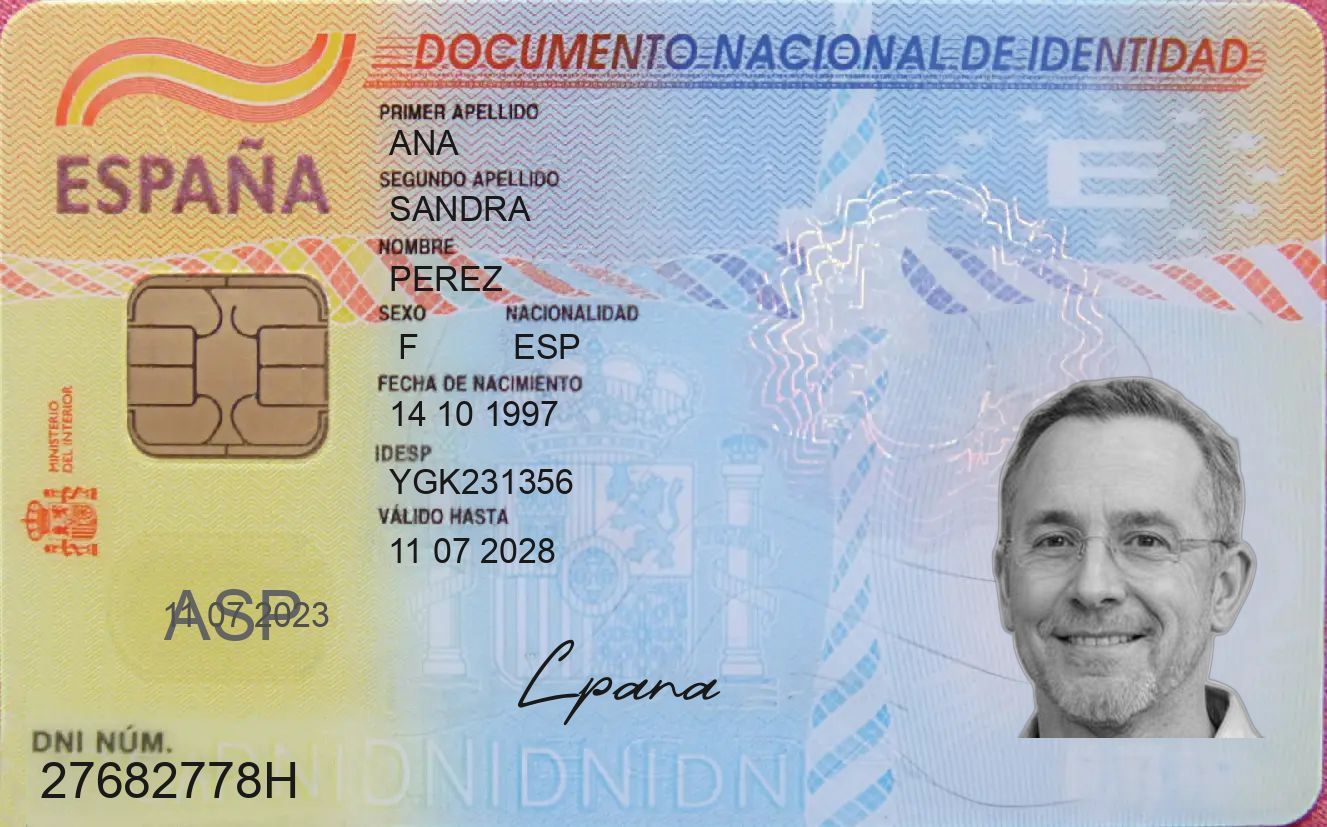 DOCUMENTO NACIONAL DE IDENTIDAD
ESPAÑA
PRIMER APELLIDO
ANA
SEGUNDO APELLIDO
SANDRA
NOMBRE
PEREZ
SEXO NACIONALIDAD
F ESP
FECHA DE NACIMIENTO
14 10 1997
IDESP
YGK231356
VÁLIDO HASTA
11 07 2028
MINISTERIO
DEL INTERIOR
E
ASP
11 07 2023
Lpana
DNI NÚM.
27682778H
DNIDNIDNIDNI